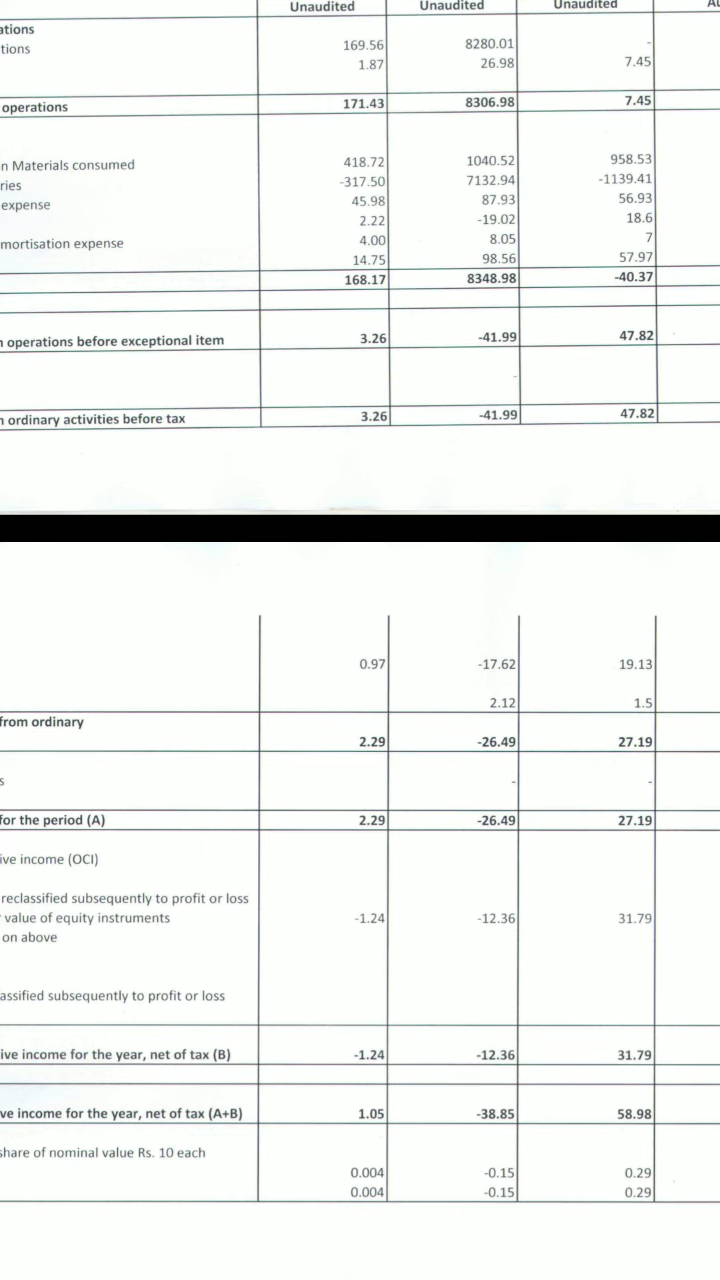 Unaudited Unaudited Unaudited
ations
tions 169.56 8280.01 -
1.87 26.98 7.45
operations 171.43 8306.98 7.45
n Materials consumed 418.72 1040.52 958.53
ries -317.50 7132.94 -1139.41
expense 45.98 87.93 56.93
2.22 -19.02 18.6
mortisation expense 4.00 8.05 7
14.75 98.56 57.97
168.17 8348.98 -40.37
n operations before exceptional item 3.26 -41.99 47.82
-
n ordinary activities before tax 3.26 -41.99 47.82
0.97 -17.62 19.13
2.12 1.5
from ordinary
2.29 -26.49 27.19
s - -
for the period (A) 2.29 -26.49 27.19
ive income (OCI)
reclassified subsequently to profit or loss
value of equity instruments -1.24 -12.36 31.79
on above
assified subsequently to profit or loss
ive income for the year, net of tax (B) -1.24 -12.36 31.79
ve income for the year, net of tax (A+B) 1.05 -38.85 58.98
share of nominal value Rs. 10 each
0.004 -0.15 0.29
0.004 -0.15 0.29